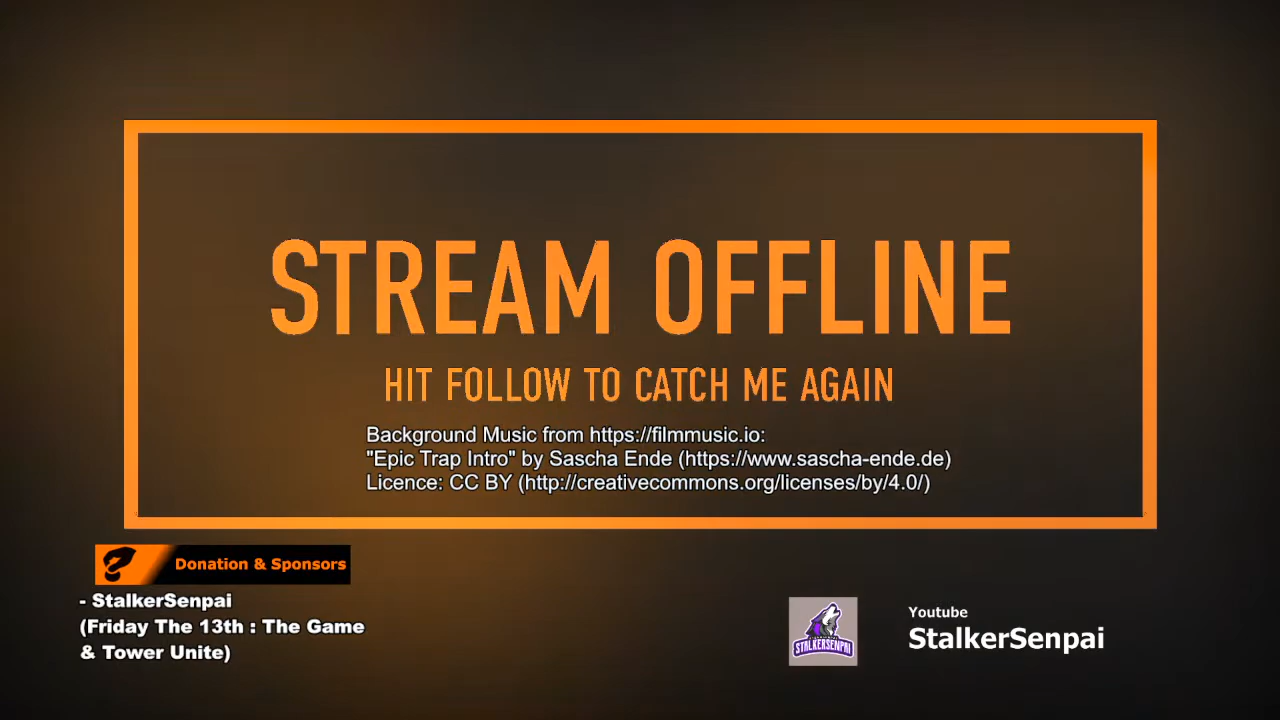 STREAM OFFLINE
HIT FOLLOW TO CATCH ME AGAIN
Background Music from https://filmmusic.io:
"Epic Trap Intro" by Sascha Ende (https://www.sascha-ende.de)
Licence: CC BY (http://creativecommons.org/licenses/by/4.0/)
Donation & Sponsors
- StalkerSenpai
(Friday The 13th : The Game
& Tower Unite)
STALKERSENPAI
Youtube
StalkerSenpai